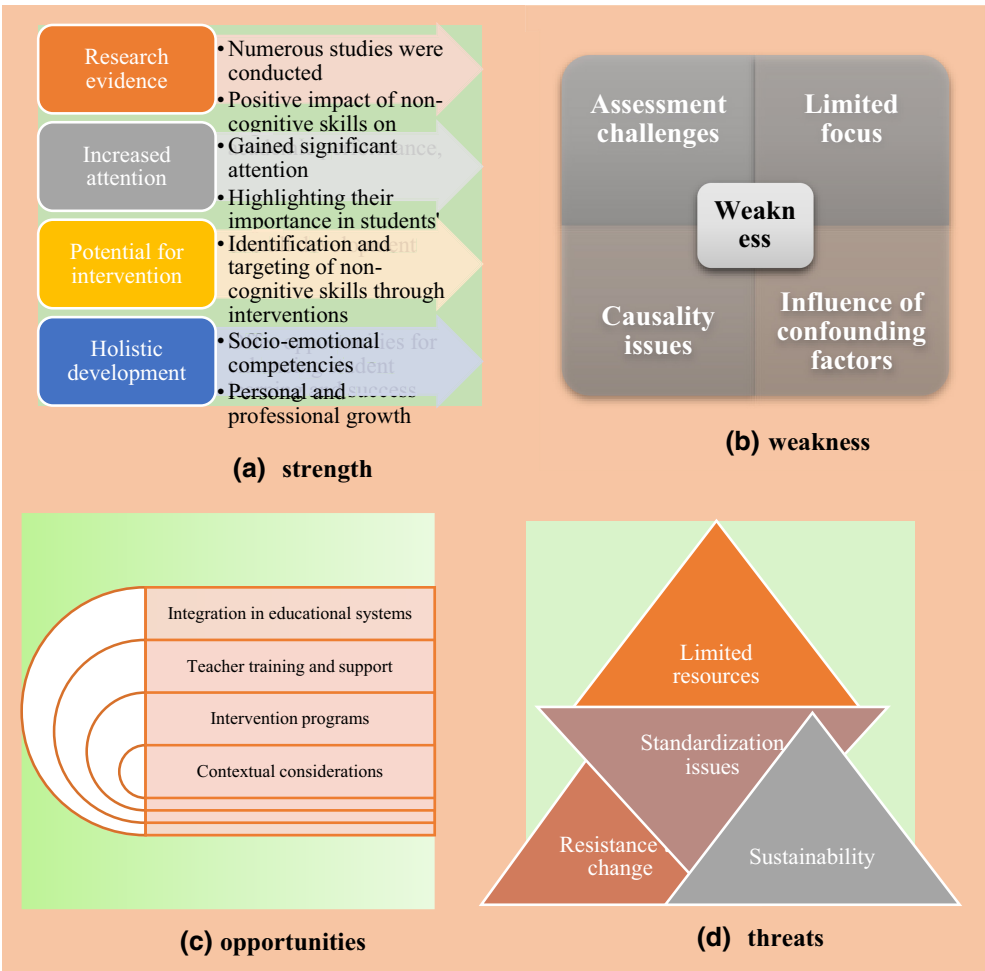 Research
evidence
• Numerous studies were
conducted
• Positive impact of non-
cognitive skills on
Increased
attention
• Gained significant
attention
• Highlighting their
importance in students'
Potential for
intervention
• Identification and
targeting of non-
cognitive skills through
interventions
Holistic
development
• Socio-emotional
competencies
• Personal and
professional growth
(a) strength
Assessment
challenges
Limited
focus
Weakn
ess
Causality
issues
Influence of
confounding
factors
(b) weakness
Integration in educational systems
Teacher training and support
Intervention programs
Contextual considerations
(c) opportunities
Limited
resources
Standardization
issues
Resistance
change
Sustainability
(d) threats